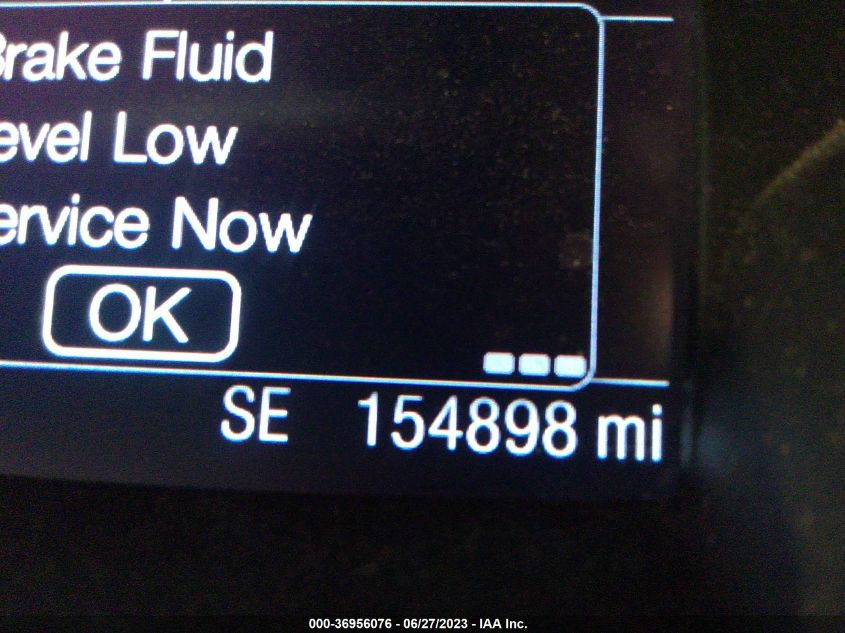 Brake Fluid
evel Low
ervice Now
OK
SE 154898 mi
000-36956076 - 06/27/2023 - IAA Inc.